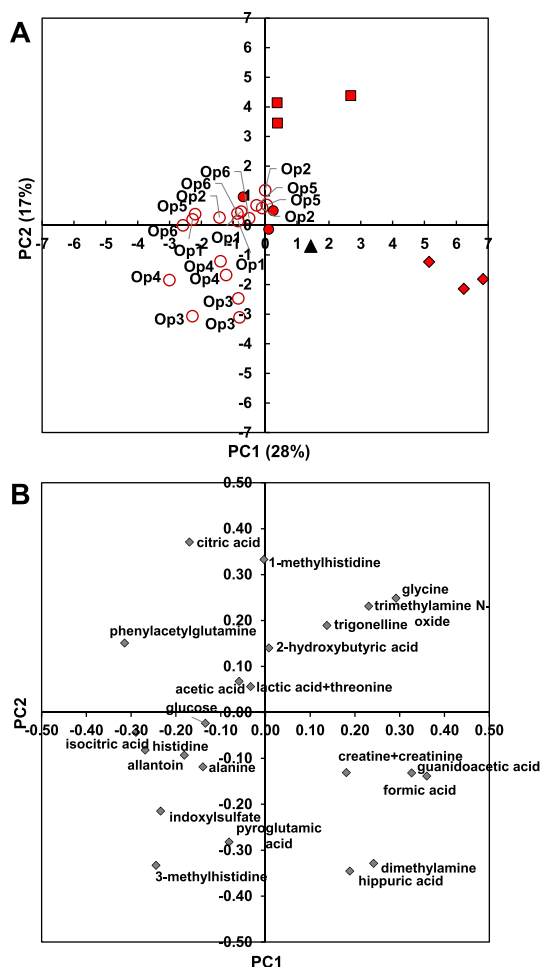 A
7
6
5
4
3
2
Op6 Op2
Op6 1 Op5
Op2
Op5 Op2
0
-7 -6 -5 -4 -3 -2 -1 0 1 2 3 4 5 6 7
Op6
Op1 Op1
-1
Op4 Op1
Op4 Op4
-2
Op3
-3
Op3 Op3
-4
-5
-6
-7
PC2 (17%)
PC1 (28%)
B
0.50
0.40
citric acid
1-methylhistidine
0.30
glycine
trimethylamine N-
oxide
0.20
trigonelline
phenylacetylglutamine
2-hydroxybutyric acid
0.10
acetic acid lactic acid+threonine
glucose
0.00
-0.50 -0.40 -0.30 -0.20 -0.10 0.00 0.10 0.20 0.30 0.40 0.50
isocitric acid histidine
creatine+creatinine
allantoin alanine
guanidoacetic acid
-0.10
formic acid
-0.20
indoxylsulfate
pyroglutamic
acid
-0.30
3-methylhistidine
dimethylamine
hippuric acid
-0.40
-0.50
PC2
PC1